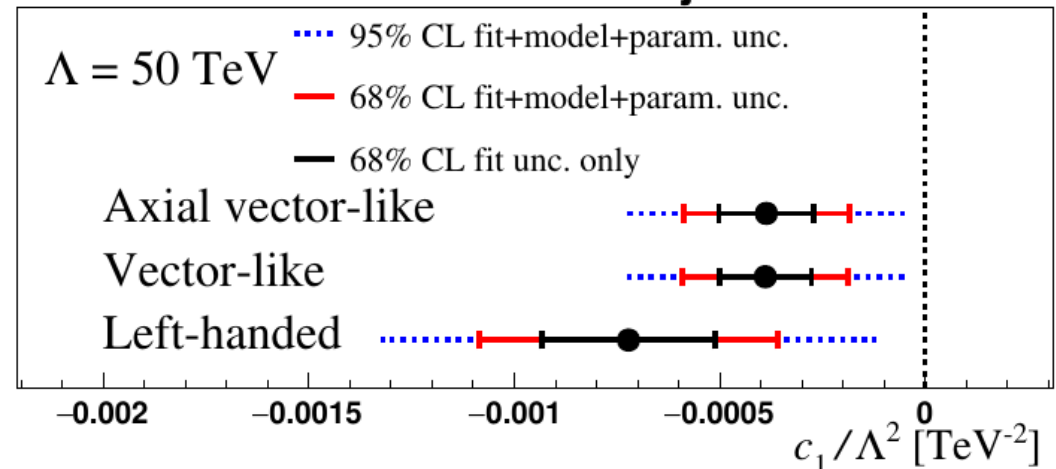 95% CL fit+model+param. unc.
Λ = 50 TeV
68% CL fit+model+param. unc.
68% CL fit unc. only
Axial vector-like
Vector-like
Left-handed
−0.002 −0.0015 −0.001 −0.0005 0
c₁/Λ² [TeV⁻²]